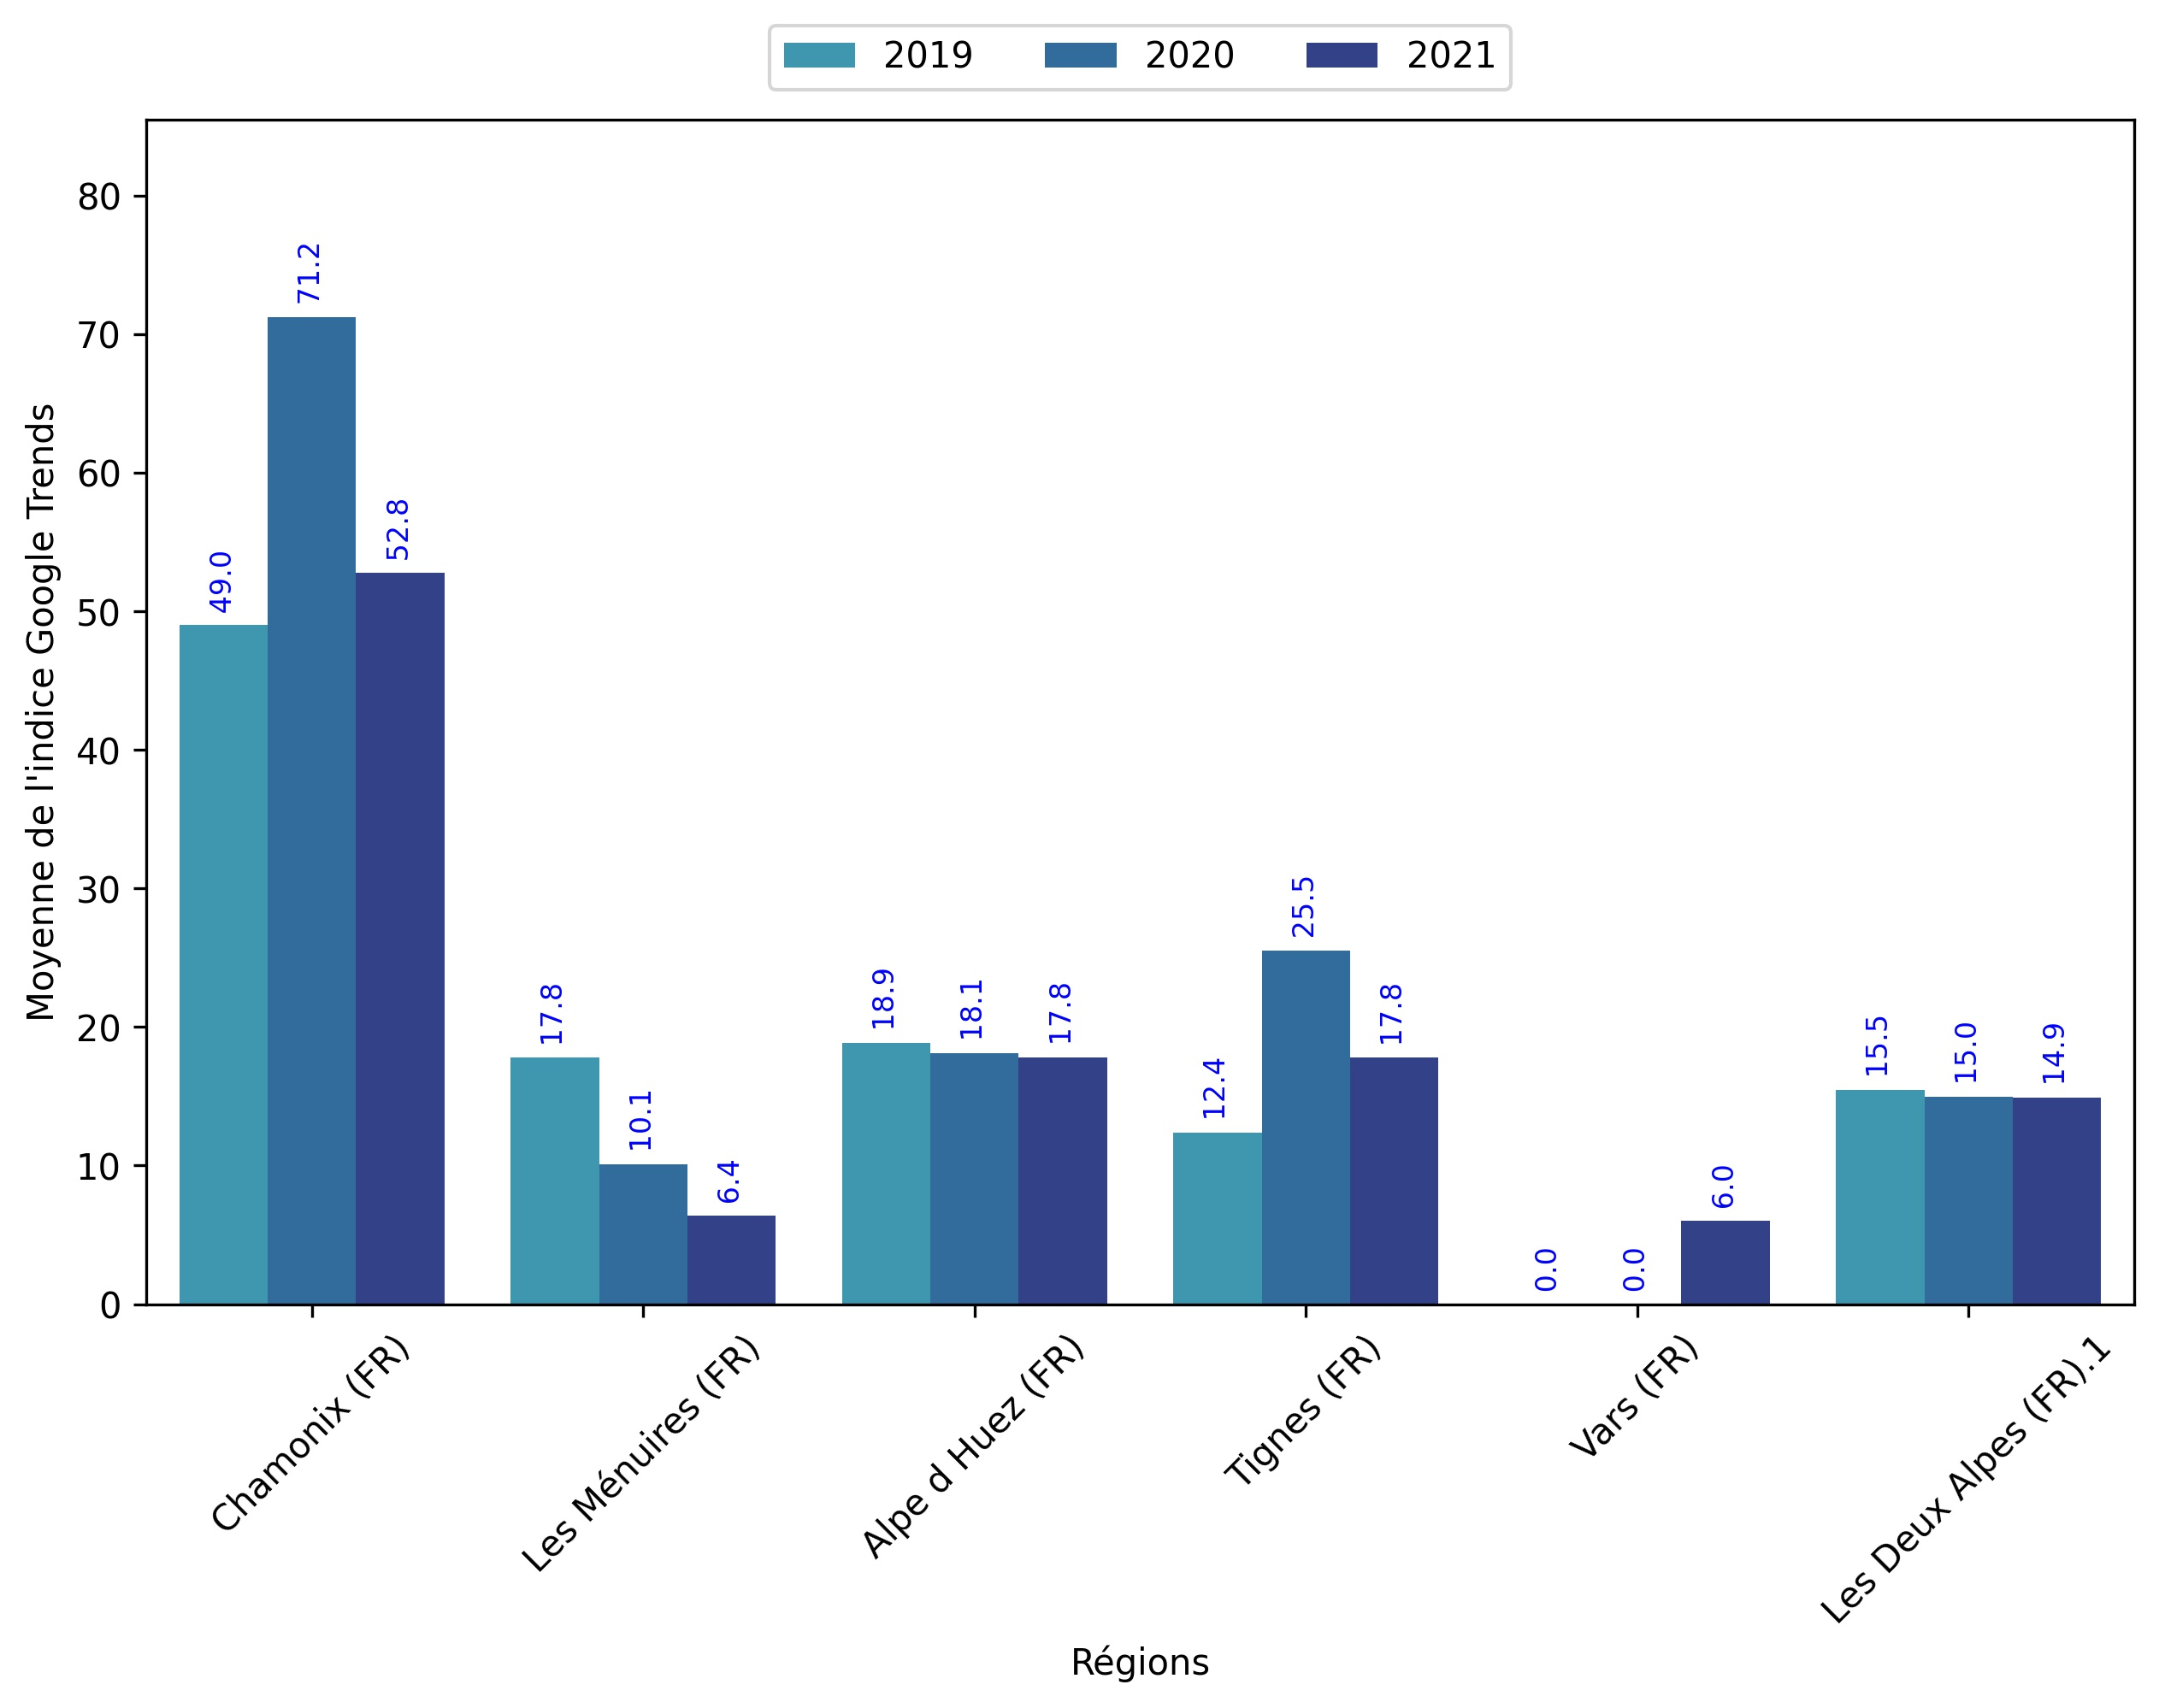 2019 2020 2021
Moyenne de l'indice Google Trends
80
70
60
50
40
30
20
10
0
49.0 71.2 52.8
17.8 10.1 6.4
18.9 18.1 17.8
12.4 25.5 17.8
0.0 0.0 6.0
15.5 15.0 14.9
Chamonix (FR)
Les Ménuires (FR)
Alpe d Huez (FR)
Tignes (FR)
Vars (FR)
Les Deux Alpes (FR).1
Régions